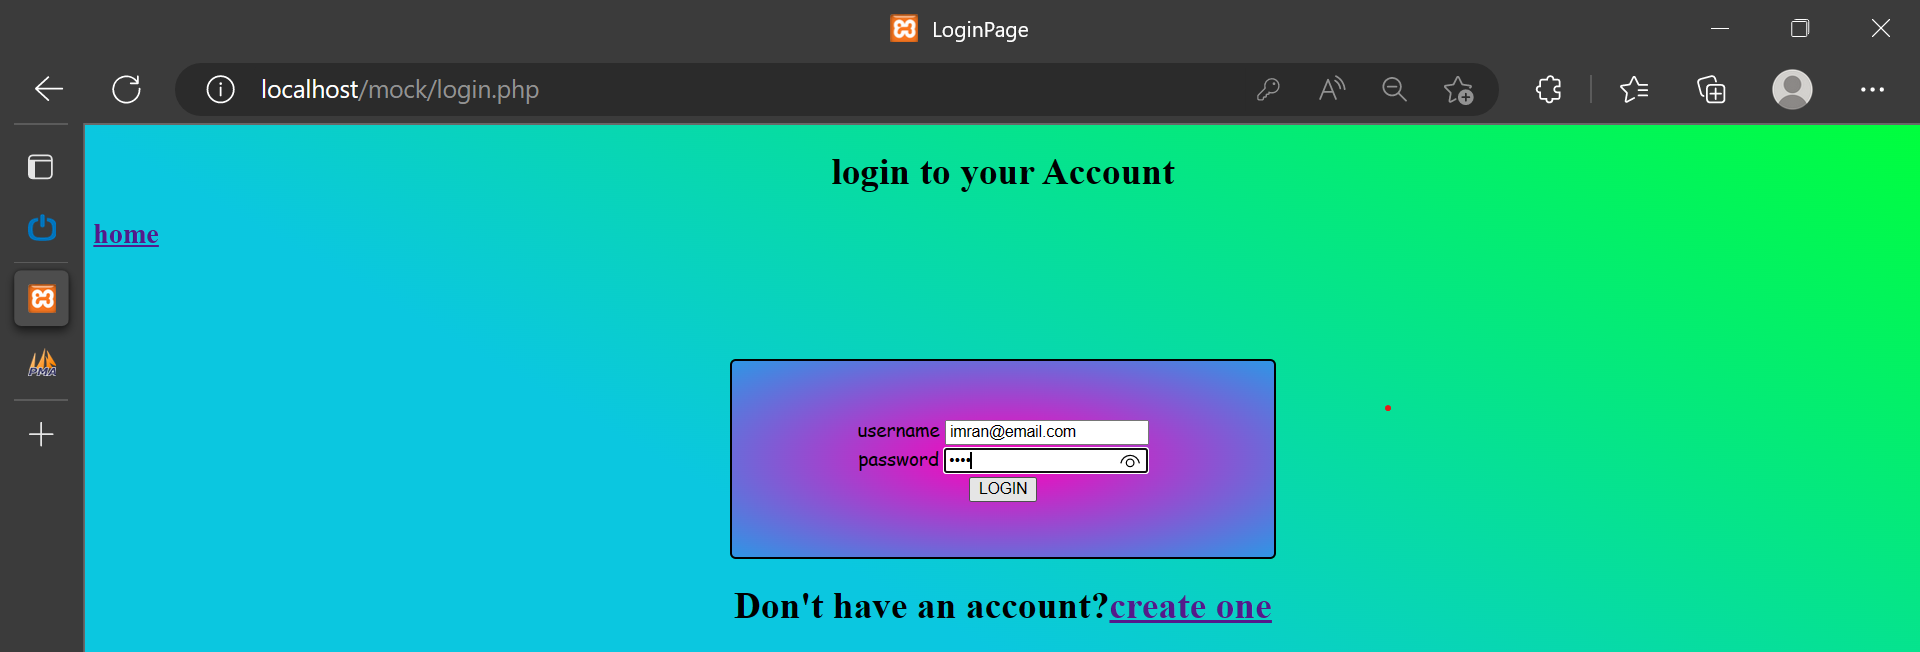 LoginPage
localhost/mock/login.php
login to your Account
home
PMA
username imran@email.com
password ••••
LOGIN
Don't have an account?create one